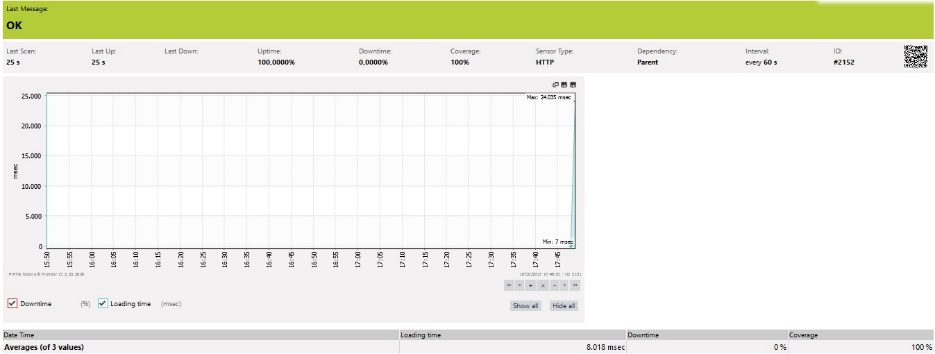 Last Message:
OK
Last Scan: Last Up: Last Down: Uptime: Downtime: Coverage: Sensor Type: Dependency: Interval: ID:
25 s 25 s 100,0000% 0,0000% 100% HTTP Parent every 60 s #2152
Max: 24.035 msec
25.000
20.000
15.000
10.000
5.000
0
msec
Min: 7 msec
15:50 15:55 16:00 16:05 16:10 16:15 16:20 16:25 16:30 16:35 16:40 16:45 16:50 16:55 17:00 17:05 17:10 17:15 17:20 17:25 17:30 17:35 17:40 17:45
PRTG Network Monitor
Downtime (%) Loading time (msec)
Show all Hide all
Date Time Loading time Downtime Coverage
Averages (of 3 values) 8.018 msec 0 % 100 %